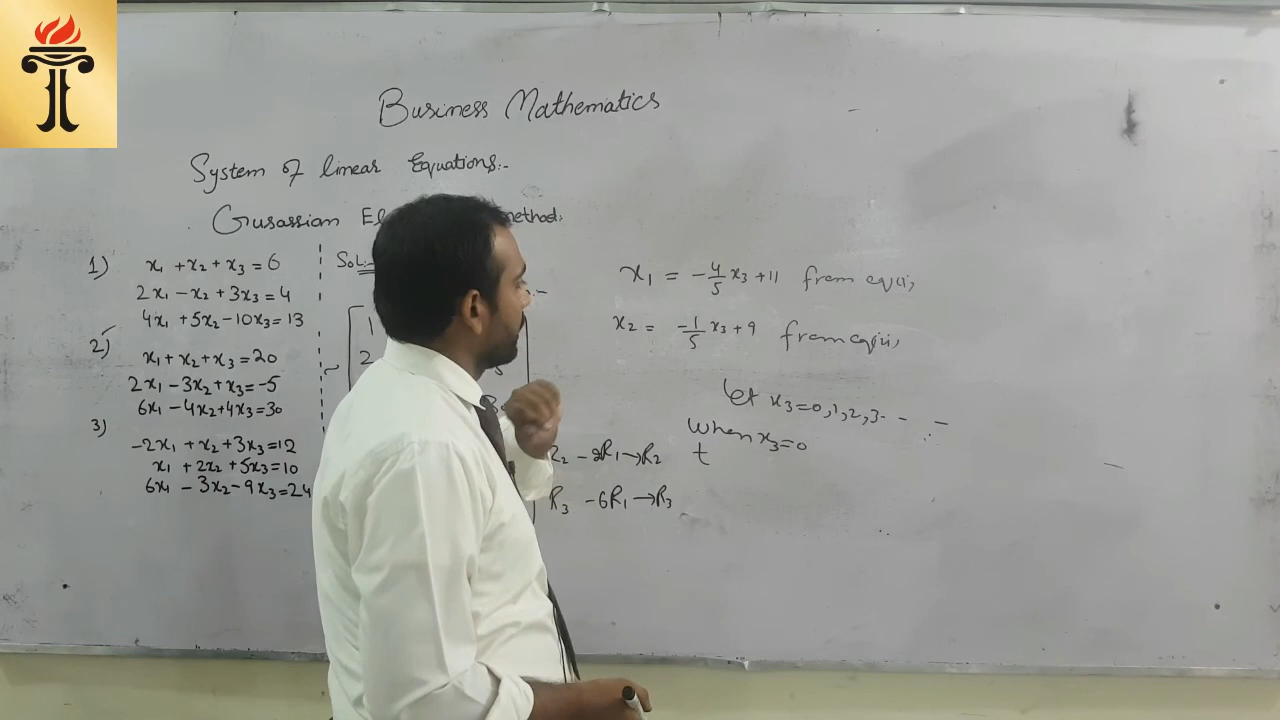 Business Mathematics
System of linear Equations:-
Gusassian El method:
1) x₁ + x₂ + x₃ = 6
2x₁ - x₂ + 3x₃ = 4
4x₁ + 5x₂ - 10x₃ = 13
2) x₁ + x₂ + x₃ = 20
2x₁ - 3x₂ + x₃ = -5
6x₁ - 4x₂ + 4x₃ = 30
3) -2x₁ + x₂ + 3x₃ = 12
x₁ + 2x₂ + 5x₃ = 10
6x₁ - 3x₂ - 9x₃ = 24
Sol:-
1
2
R₂ - 2R₁ → R₂
R₃ - 6R₁ → R₃
x₁ = -4/5 x₃ + 11 from eq(i),
x₂ = -1/5 x₃ + 9 from eq(ii),
Let x₃ = 0, 1, 2, 3 - - - -
When x₃ = 0
t